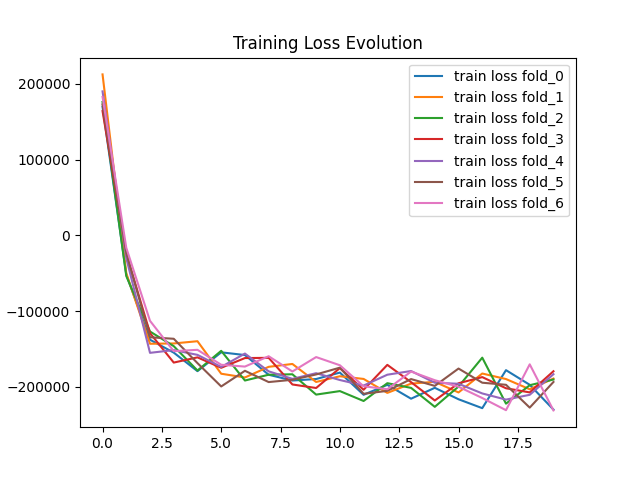 Training Loss Evolution
train loss fold_0
train loss fold_1
train loss fold_2
train loss fold_3
train loss fold_4
train loss fold_5
train loss fold_6
200000
100000
0
−100000
−200000
0.0 2.5 5.0 7.5 10.0 12.5 15.0 17.5